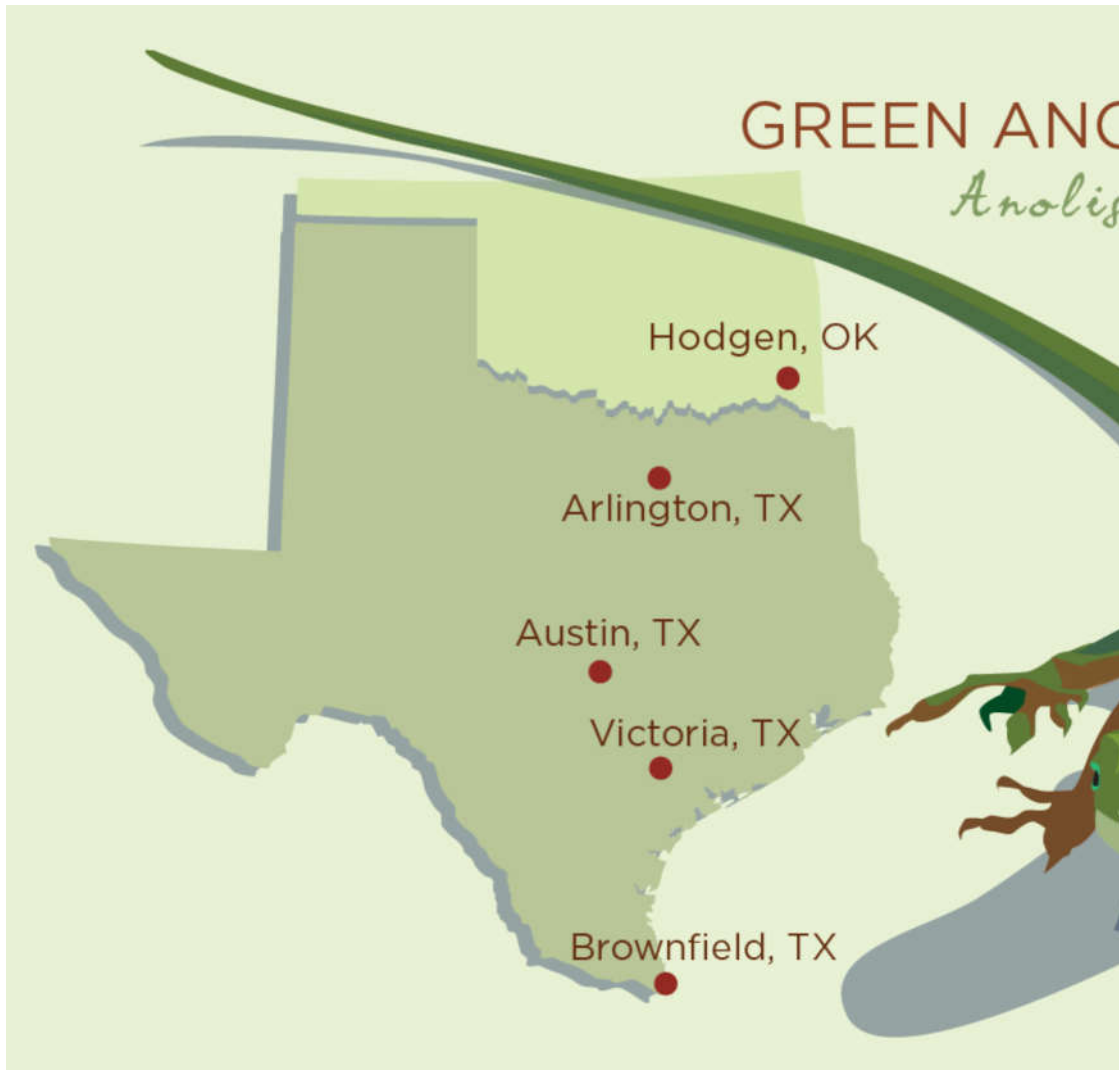 GREEN ANO
Anolis
Hodgen, OK
Arlington, TX
Austin, TX
Victoria, TX
Brownfield, TX